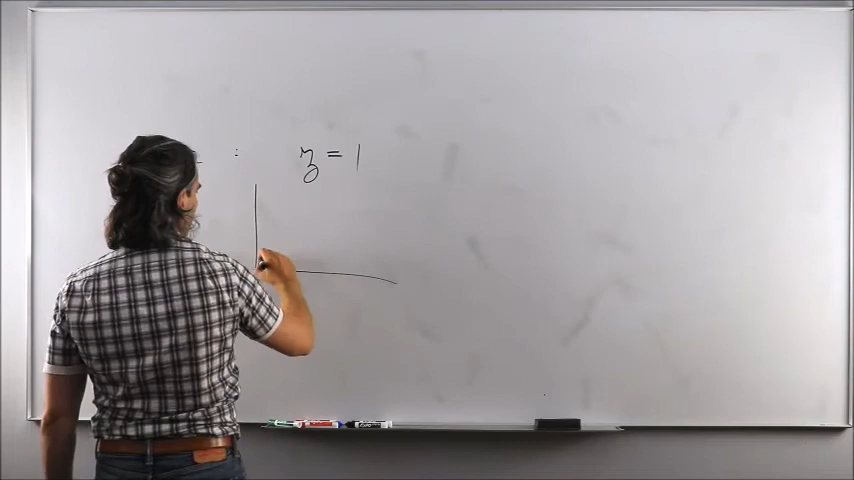 : z = 1